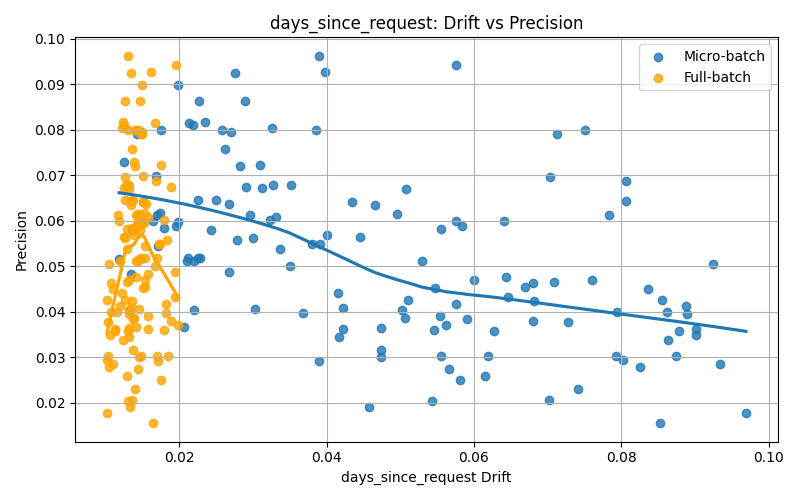 days_since_request: Drift vs Precision
Micro-batch
Full-batch
Precision
0.10
0.09
0.08
0.07
0.06
0.05
0.04
0.03
0.02
0.02
0.04
0.06
0.08
0.10
days_since_request Drift